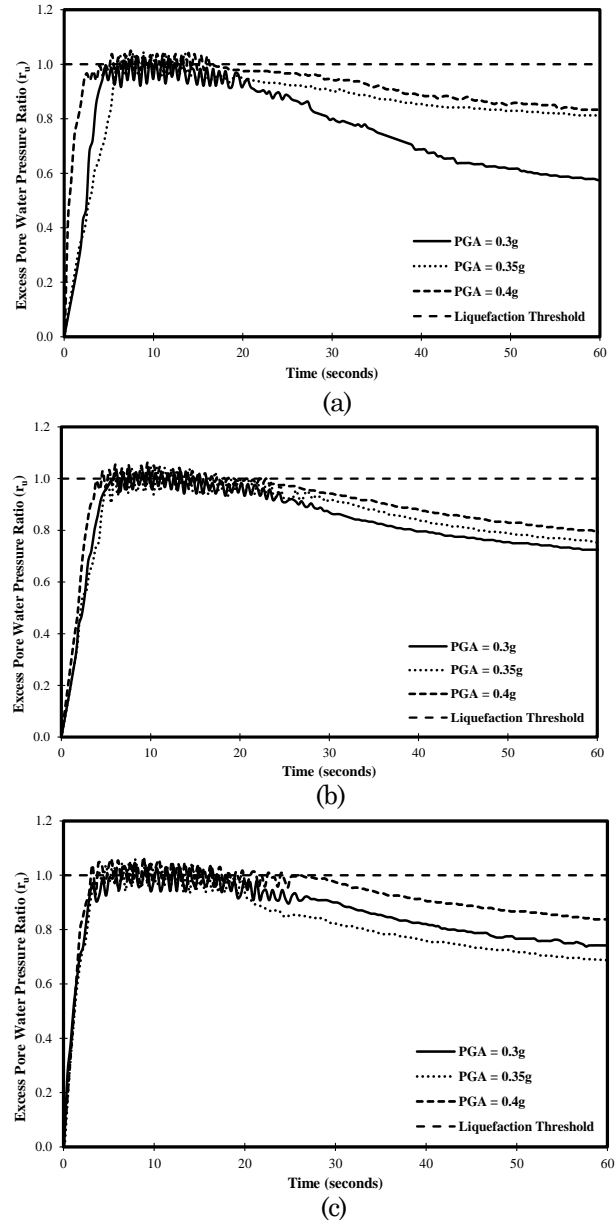 1.2
1.0
0.8
0.6
0.4
0.2
0.0
Excess Pore Water Pressure Ratio (ru)
PGA = 0.3g
PGA = 0.35g
PGA = 0.4g
Liquefaction Threshold
0 10 20 30 40 50 60
Time (seconds)
(a)
1.2
1.0
0.8
0.6
0.4
0.2
0.0
Excess Pore Water Pressure Ratio (ru)
PGA = 0.3g
PGA = 0.35g
PGA = 0.4g
Liquefaction Threshold
0 10 20 30 40 50 60
Time (seconds)
(b)
1.2
1.0
0.8
0.6
0.4
0.2
0.0
Excess Pore Water Pressure Ratio (ru)
PGA = 0.3g
PGA = 0.35g
PGA = 0.4g
Liquefaction Threshold
0 10 20 30 40 50 60
Time (seconds)
(c)